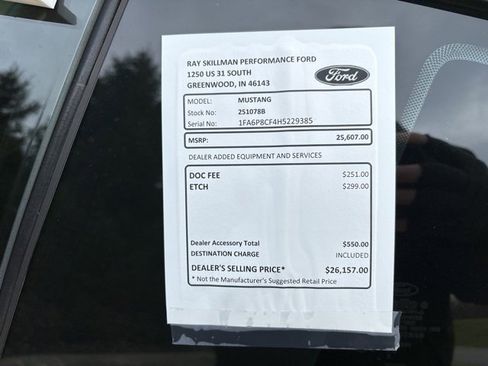 RAY SKILLMAN PERFORMANCE FORD
1250 US 31 SOUTH
GREENWOOD, IN 46143
Ford
MODEL: MUSTANG
Stock No: 251078B
Serial No: 1FA6P8CF4H5229385
MSRP: 25,607.00
DEALER ADDED EQUIPMENT AND SERVICES
DOC FEE $251.00
ETCH $299.00
Dealer Accessory Total $550.00
DESTINATION CHARGE INCLUDED
DEALER'S SELLING PRICE* $26,157.00
* Not the Manufacturer's Suggested Retail Price